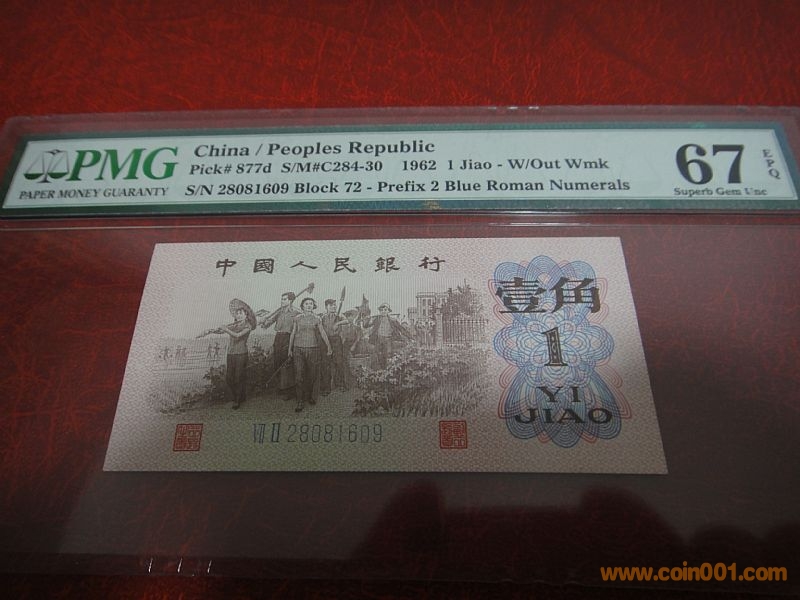 PMG
PAPER MONEY GUARANTY
China / Peoples Republic
Pick# 877d S/M#C284-30 1962 1 Jiao - W/Out Wmk
S/N 28081609 Block 72 - Prefix 2 Blue Roman Numerals
67 EPQ
Superb Gem Unc
中國人民銀行
壹角
1
YI
JIAO
VII II 28081609
www.coin001.com